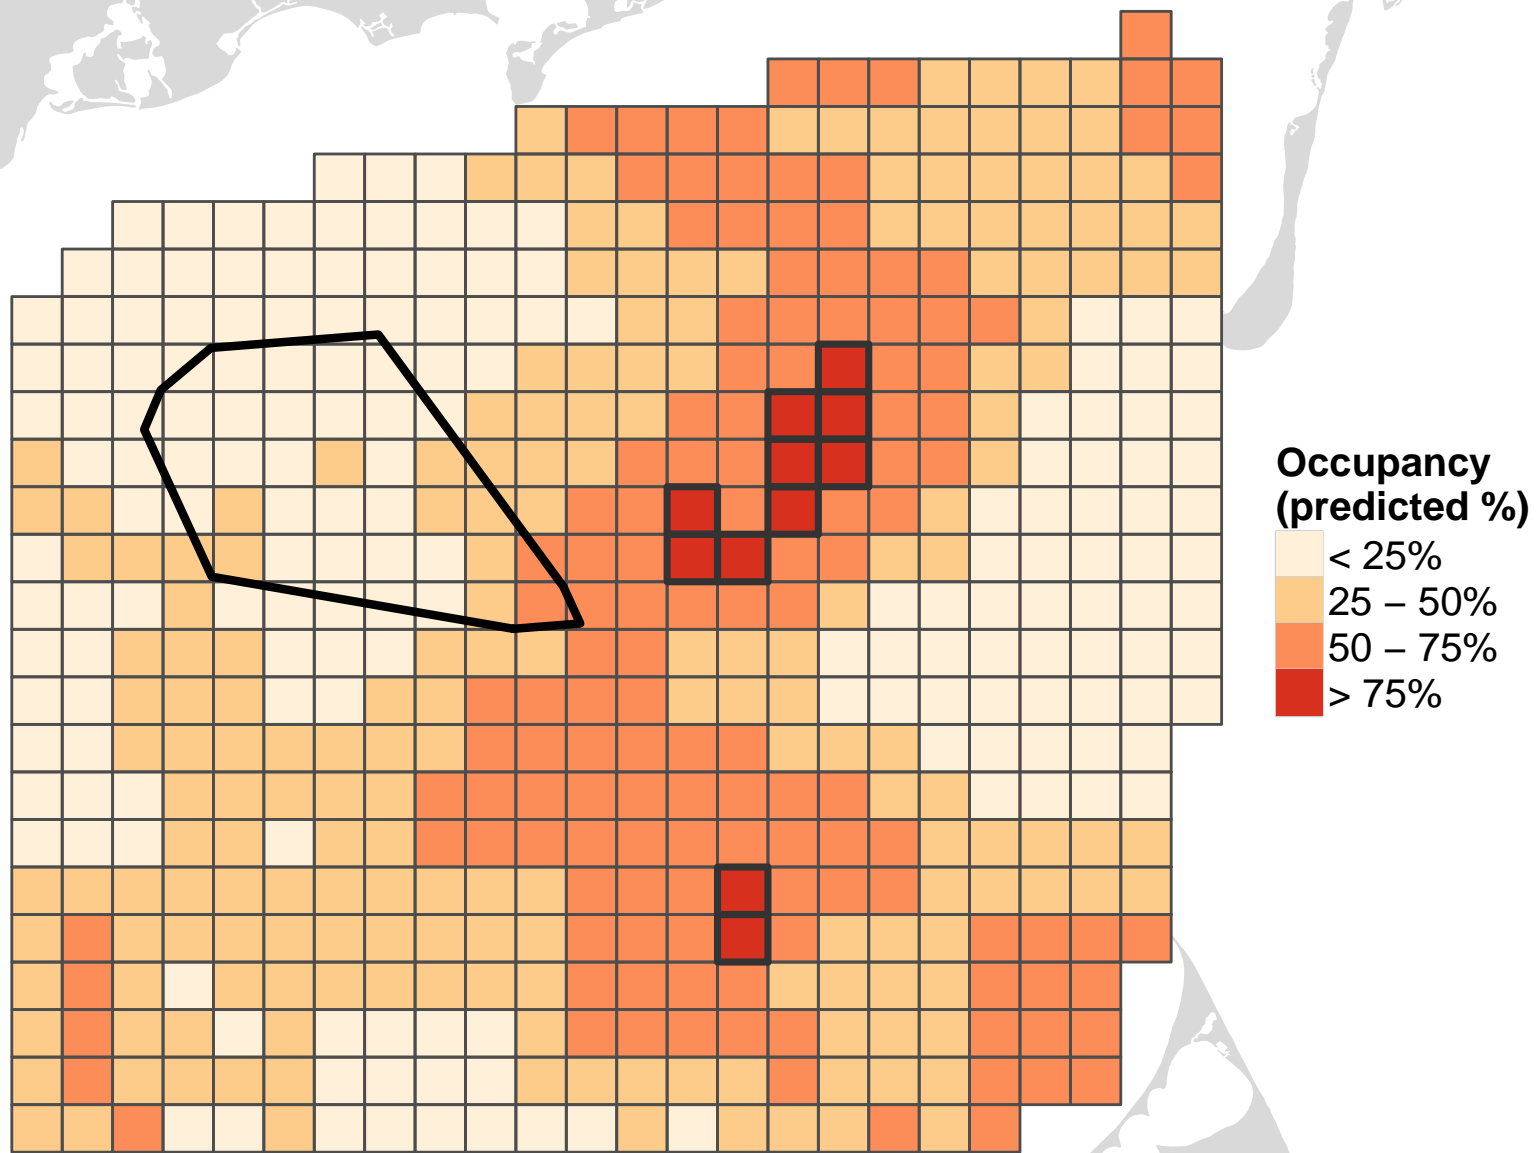 Occupancy
(predicted %)
< 25%
25 – 50%
50 – 75%
> 75%